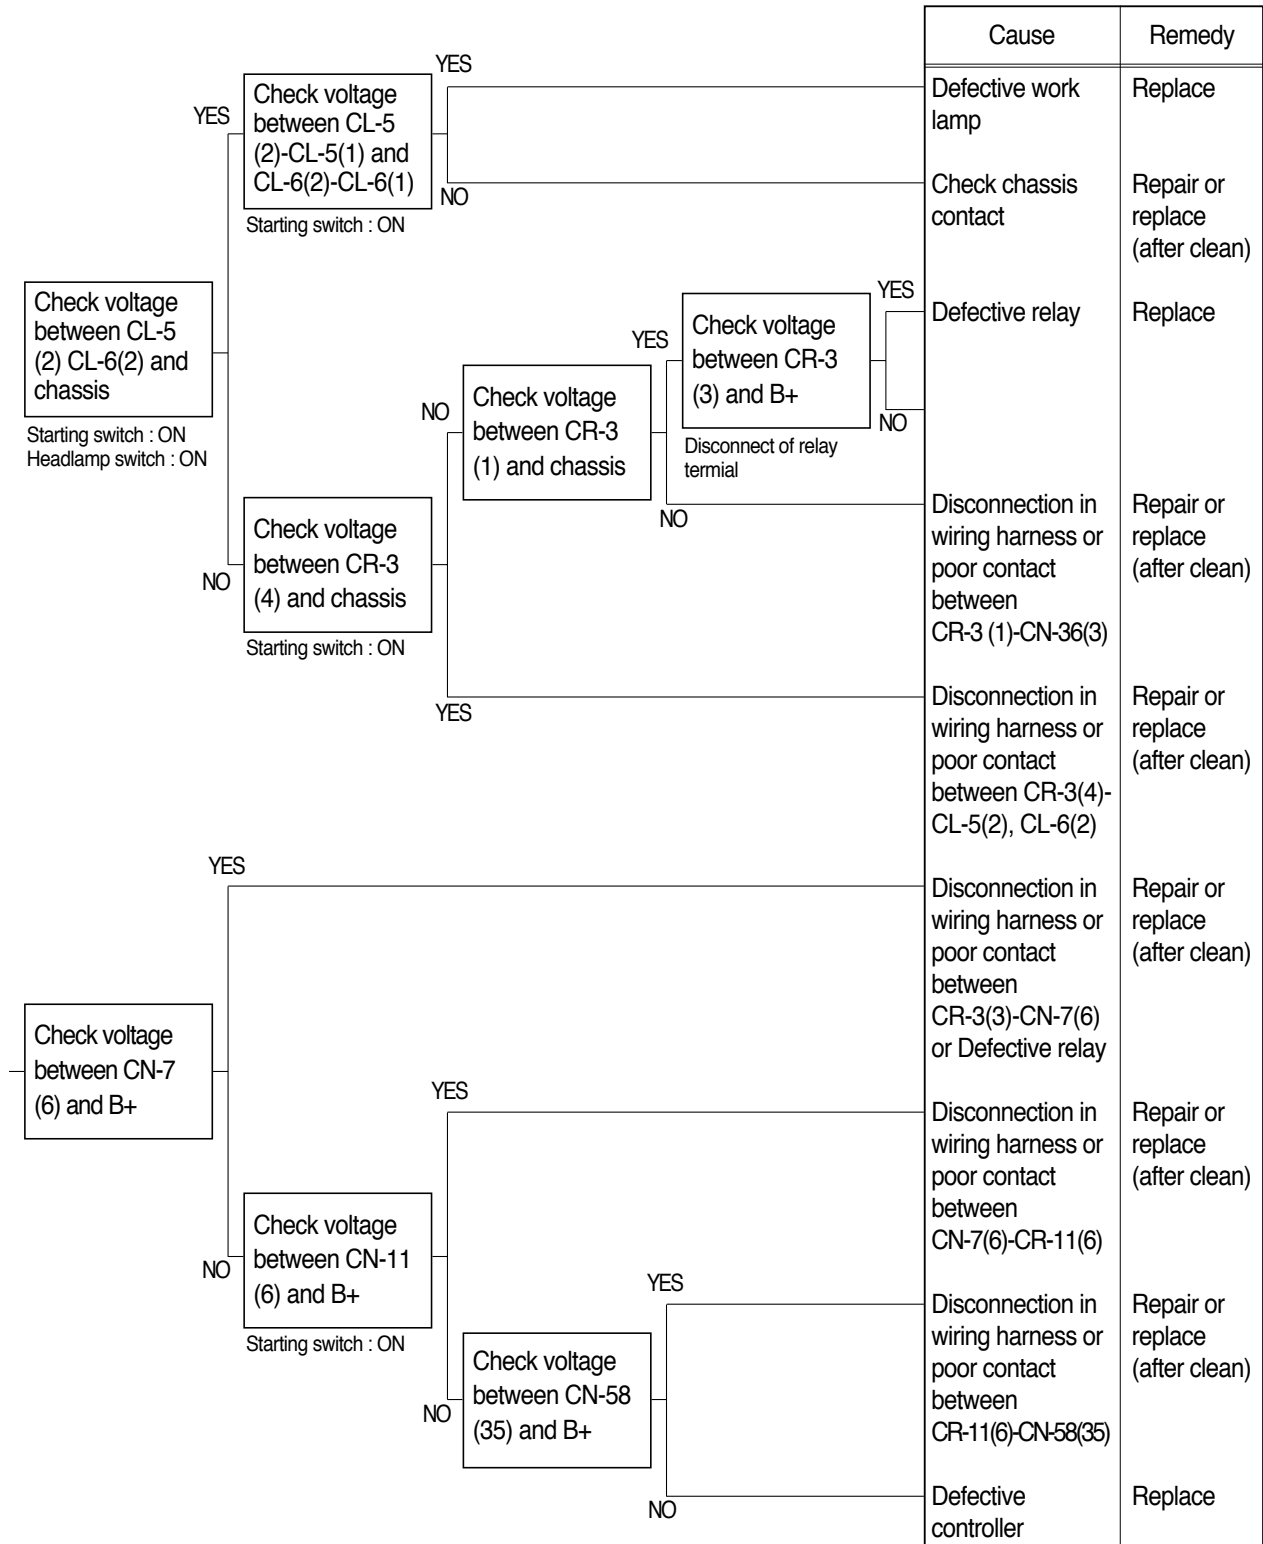 Cause
Remedy
YES
Check voltage
between CL-5
(2)-CL-5(1) and
CL-6(2)-CL-6(1)
YES
NO
Starting switch : ON
Defective work
lamp
Replace
Check chassis
contact
Repair or
replace
(after clean)
Check voltage
between CL-5
(2) CL-6(2) and
chassis
Starting switch : ON
Headlamp switch : ON
NO
Check voltage
between CR-3
(4) and chassis
Starting switch : ON
NO
YES
Check voltage
between CR-3
(1) and chassis
YES
NO
Check voltage
between CR-3
(3) and B+
Disconnect of relay
termial
YES
NO
Defective relay
Replace
Disconnection in
wiring harness or
poor contact
between
CR-3 (1)-CN-36(3)
Repair or
replace
(after clean)
Disconnection in
wiring harness or
poor contact
between CR-3(4)-
CL-5(2), CL-6(2)
Repair or
replace
(after clean)
YES
Disconnection in
wiring harness or
poor contact
between
CR-3(3)-CN-7(6)
or Defective relay
Repair or
replace
(after clean)
Check voltage
between CN-7
(6) and B+
NO
Check voltage
between CN-11
(6) and B+
Starting switch : ON
YES
Disconnection in
wiring harness or
poor contact
between
CN-7(6)-CR-11(6)
Repair or
replace
(after clean)
NO
Check voltage
between CN-58
(35) and B+
YES
Disconnection in
wiring harness or
poor contact
between
CR-11(6)-CN-58(35)
Repair or
replace
(after clean)
NO
Defective
controller
Replace